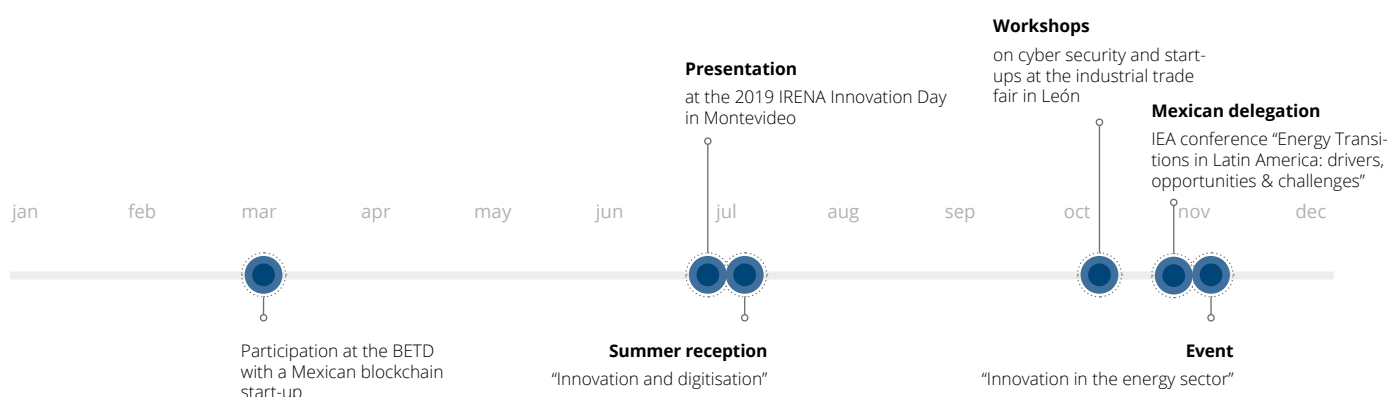 Workshops
on cyber security and start-
ups at the industrial trade
fair in León
Presentation
at the 2019 IRENA Innovation Day
in Montevideo
Mexican delegation
IEA conference “Energy Transi-
tions in Latin America: drivers,
opportunities & challenges”
jan feb mar apr may jun jul aug sep oct nov dec
Participation at the BETD
with a Mexican blockchain
start-up
Summer reception
“Innovation and digitisation”
Event
“Innovation in the energy sector”